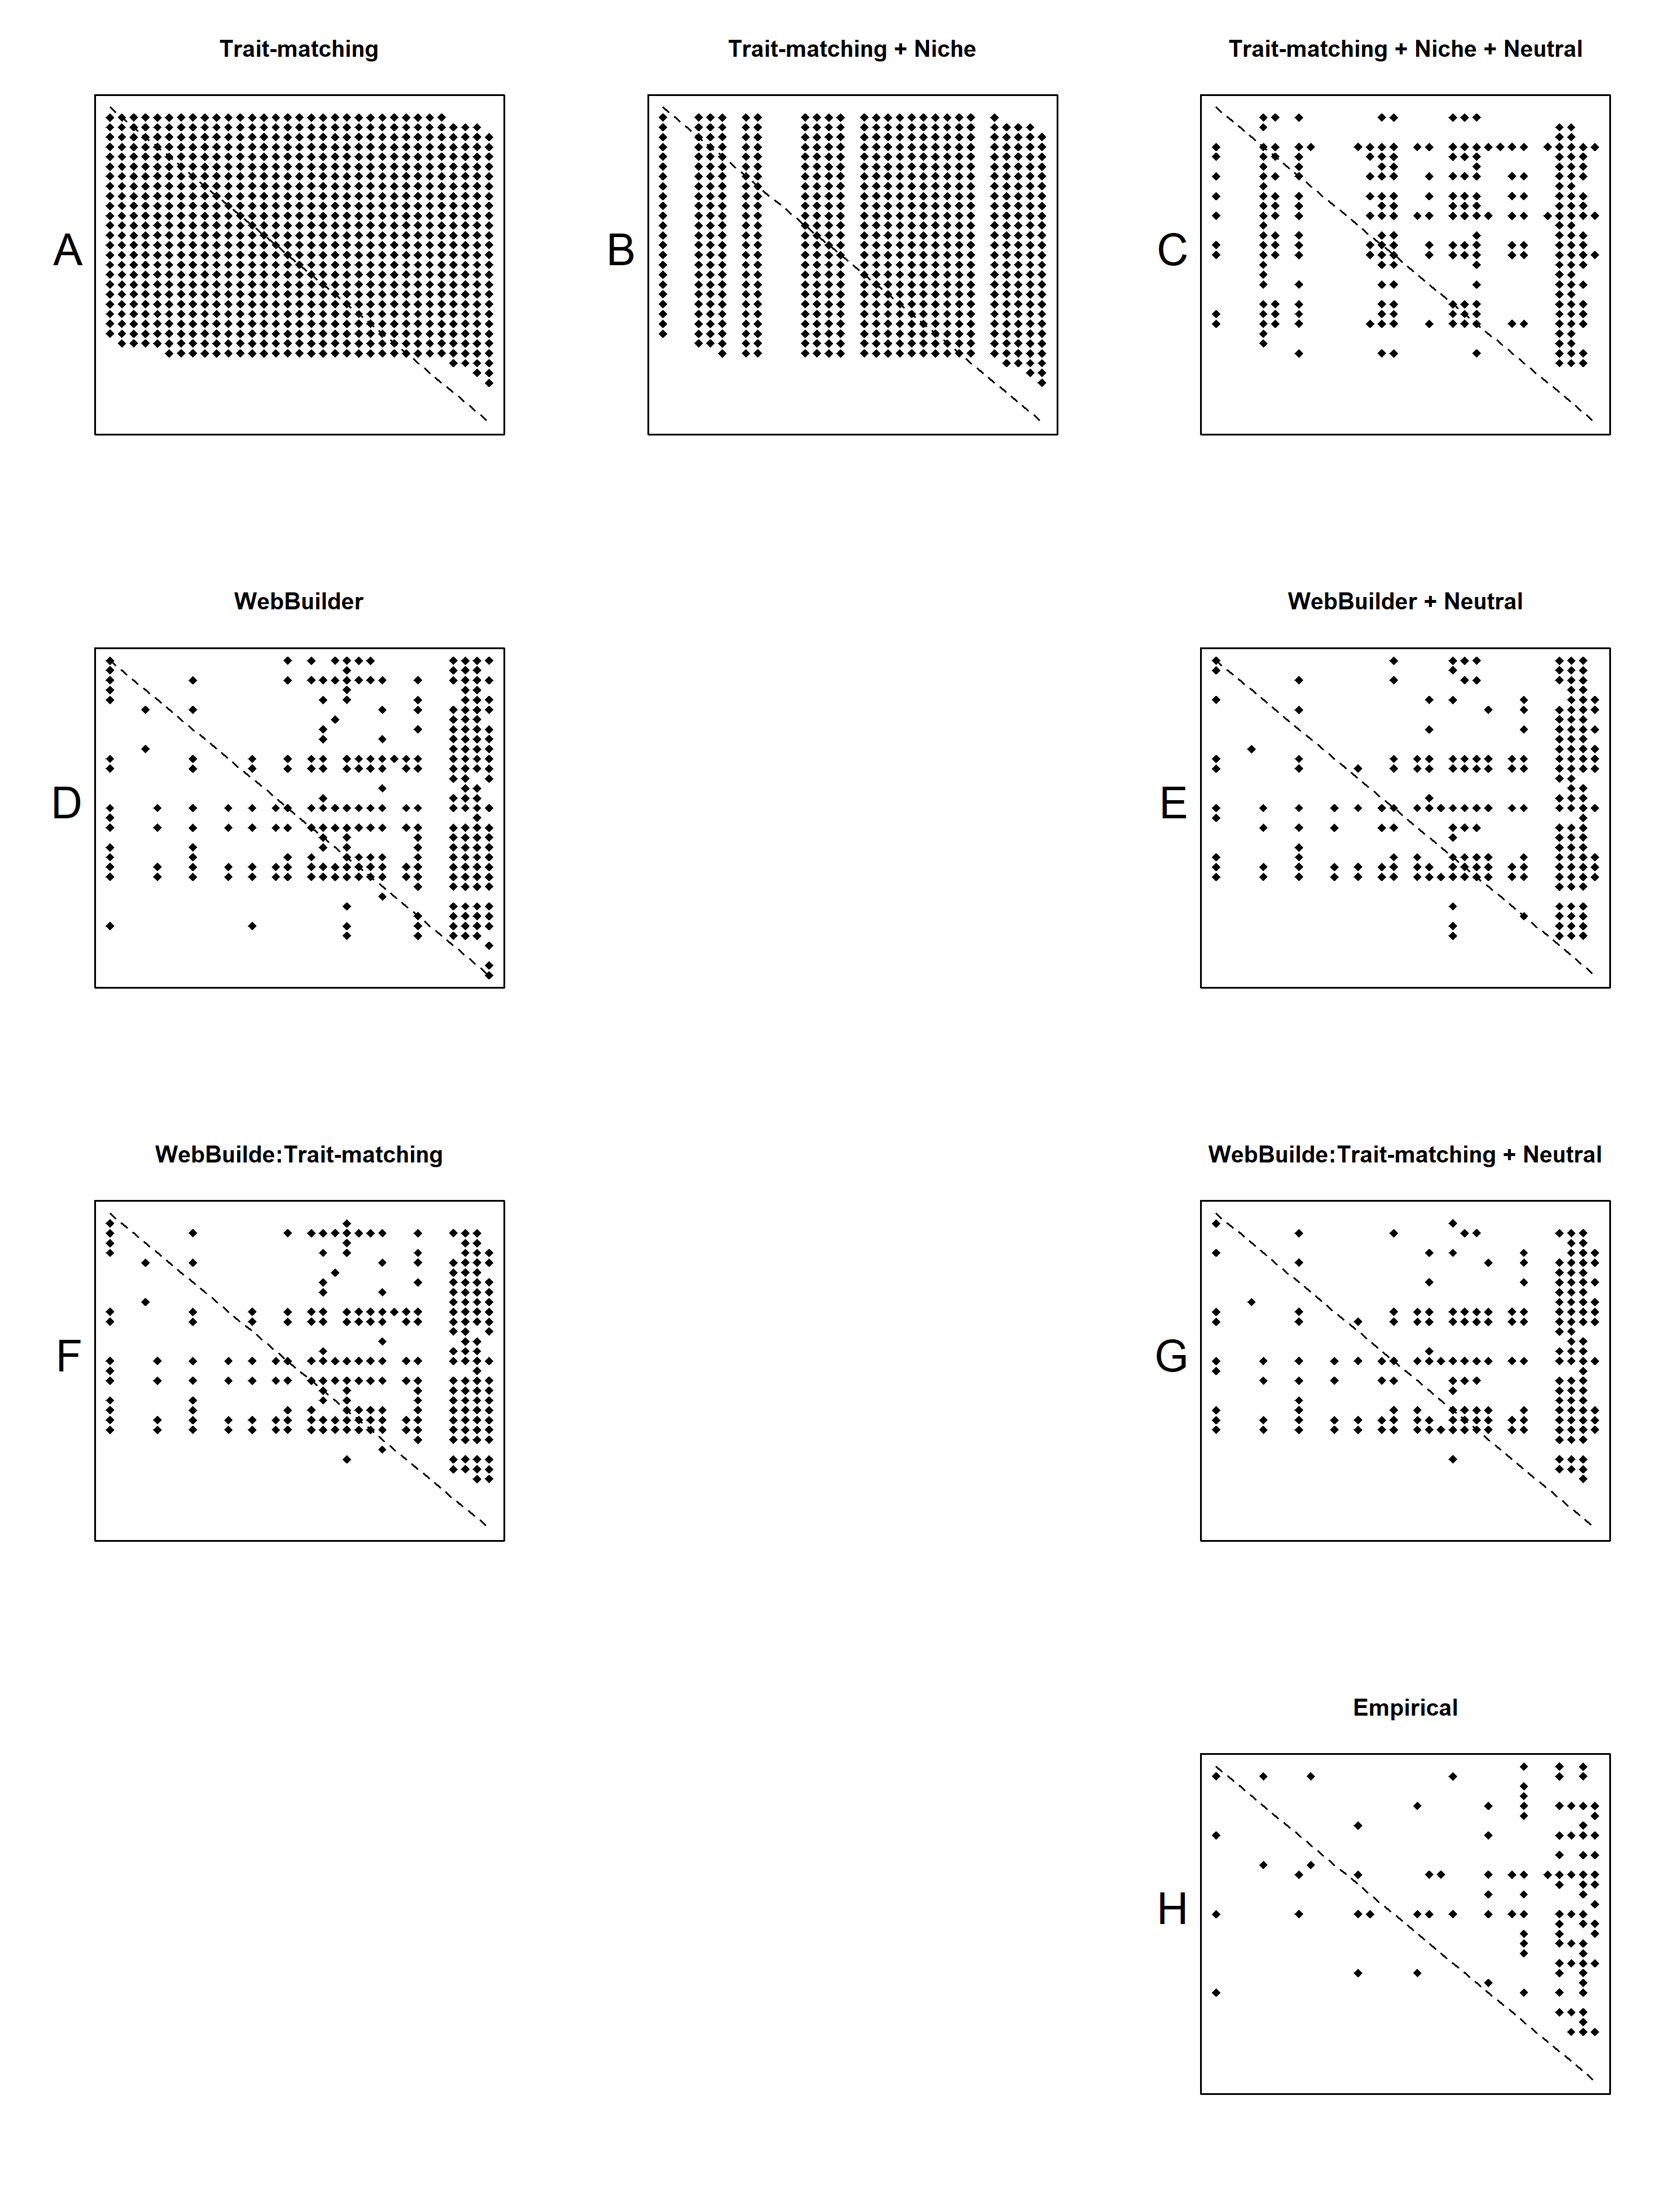 Trait-matching
Trait-matching + Niche
Trait-matching + Niche + Neutral
A
B
C
WebBuilder
WebBuilder + Neutral
D
E
WebBuilde:Trait-matching
WebBuilde:Trait-matching + Neutral
F
G
Empirical
H